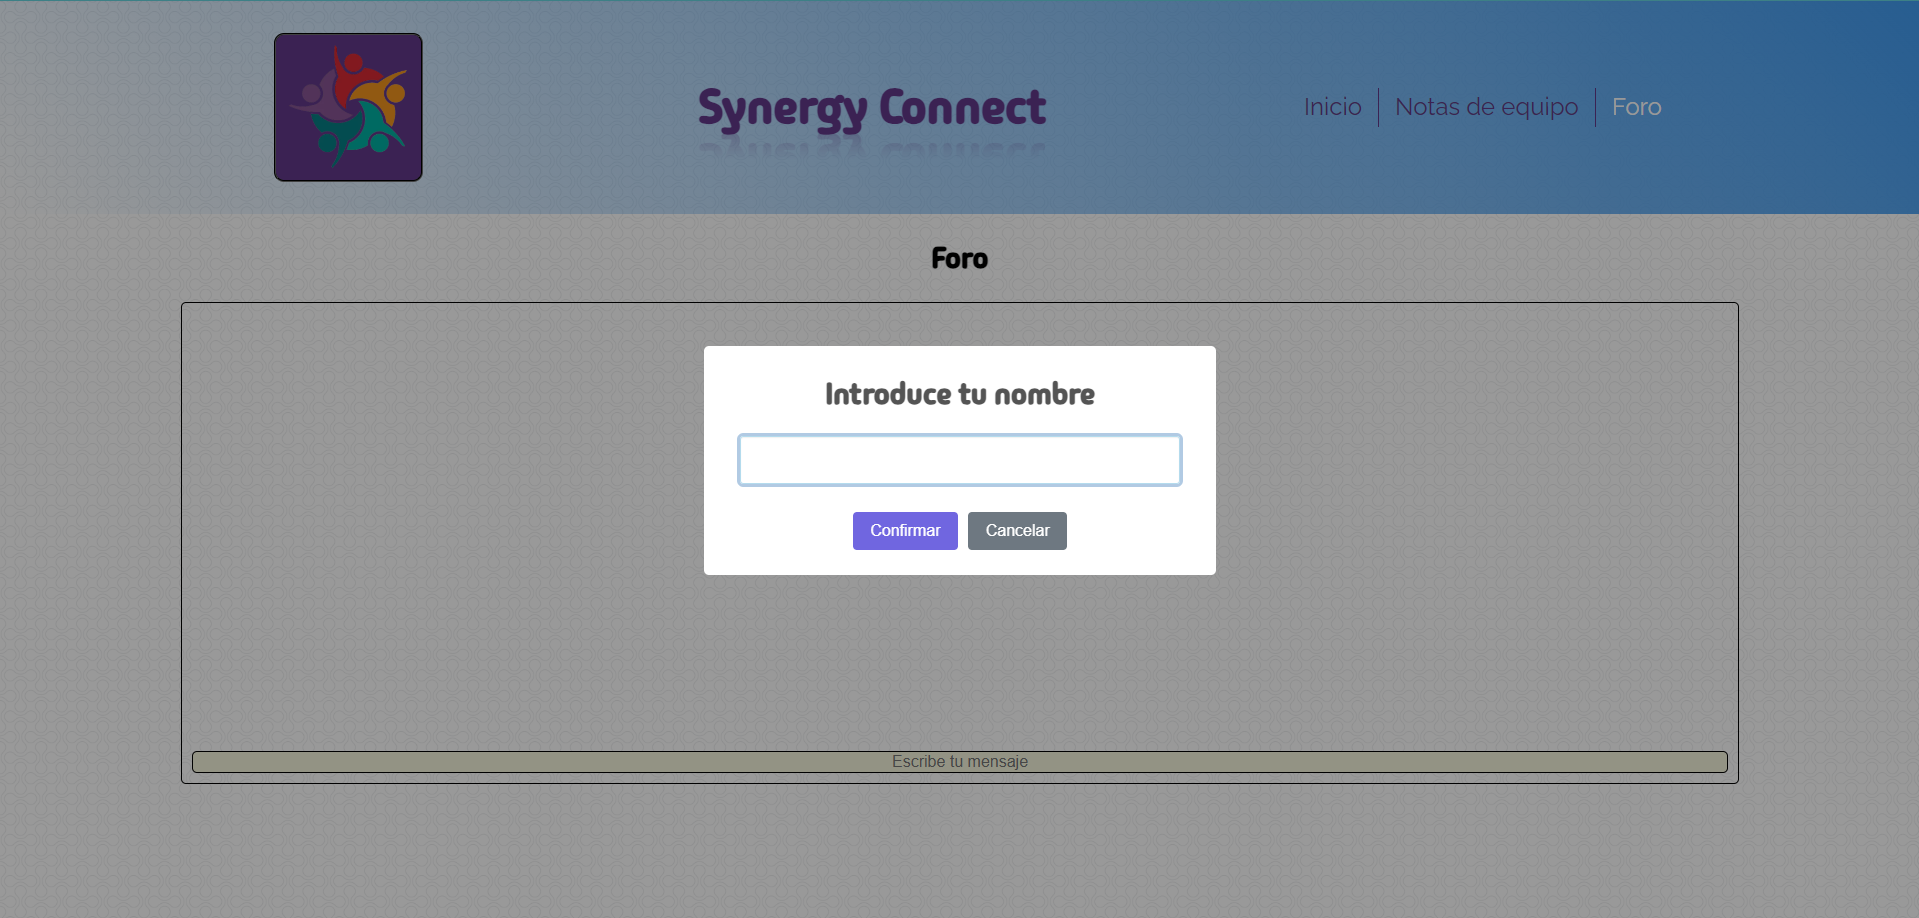 Synergy Connect
Inicio
Notas de equipo
Foro
Foro
Introduce tu nombre
Confirmar
Cancelar
Escribe tu mensaje